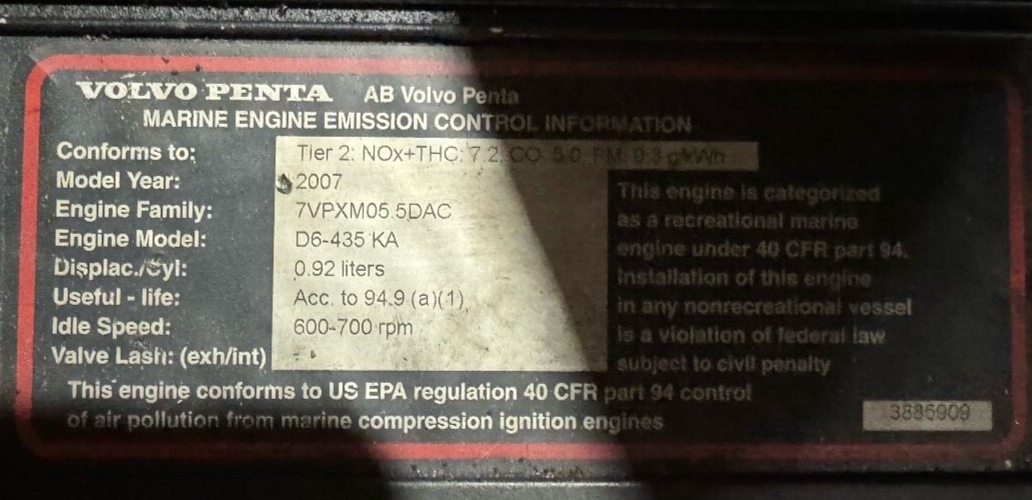 VOLVO PENTA AB Volvo Penta
MARINE ENGINE EMISSION CONTROL INFORMATION
Conforms to: Tier 2: NOx+THC: 7.2, CO: 5.0, PM: 0.3 g/kWh
Model Year: 2007
Engine Family: 7VPXM05.5DAC
Engine Model: D6-435 KA
Displac./Cyl: 0.92 liters
Useful - life: Acc. to 94.9 (a)(1)
Idle Speed: 600-700 rpm
Valve Lash: (exh/int) -
This engine is categorized
as a recreational marine
engine under 40 CFR part 94.
Installation of this engine
in any nonrecreational vessel
is a violation of federal law
subject to civil penalty
This engine conforms to US EPA regulation 40 CFR part 94 control
of air pollution from marine compression ignition engines
3885909